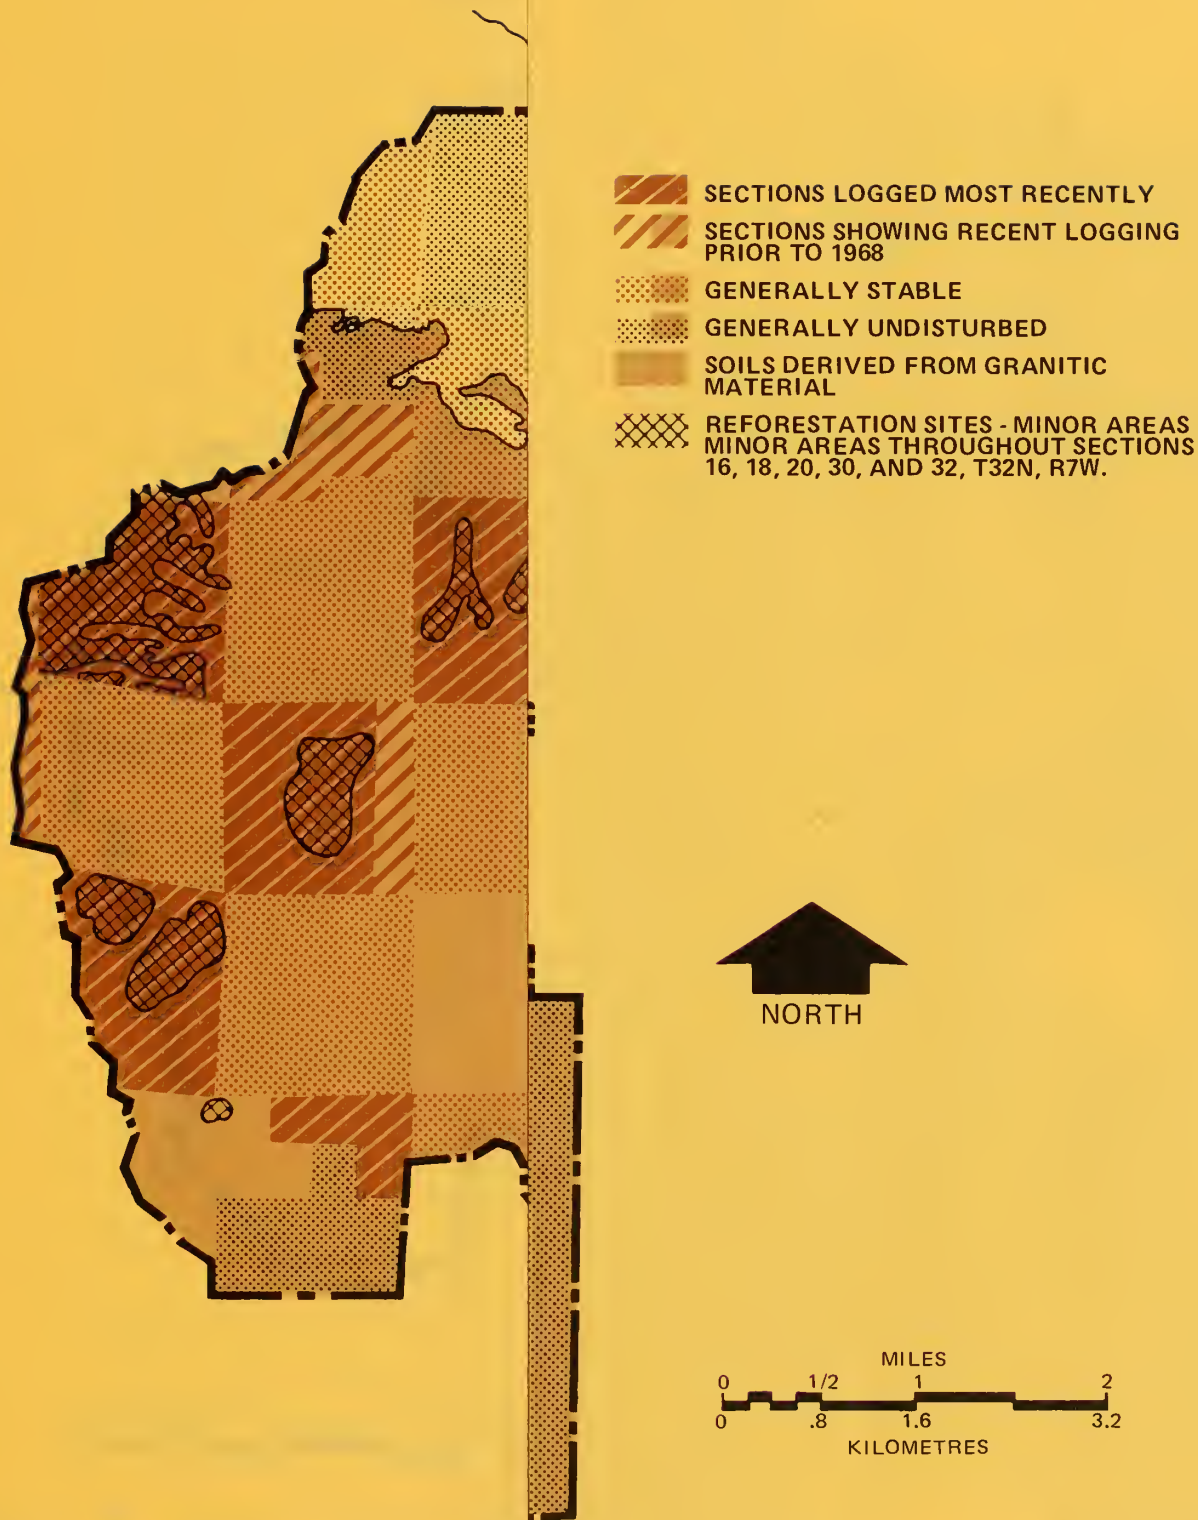 SECTIONS LOGGED MOST RECENTLY
SECTIONS SHOWING RECENT LOGGING
PRIOR TO 1968
GENERALLY STABLE
GENERALLY UNDISTURBED
SOILS DERIVED FROM GRANITIC
MATERIAL
REFORESTATION SITES - MINOR AREAS
MINOR AREAS THROUGHOUT SECTIONS
16, 18, 20, 30, AND 32, T32N, R7W.
NORTH
MILES
0 1/2 1 2
0 .8 1.6 3.2
KILOMETRES